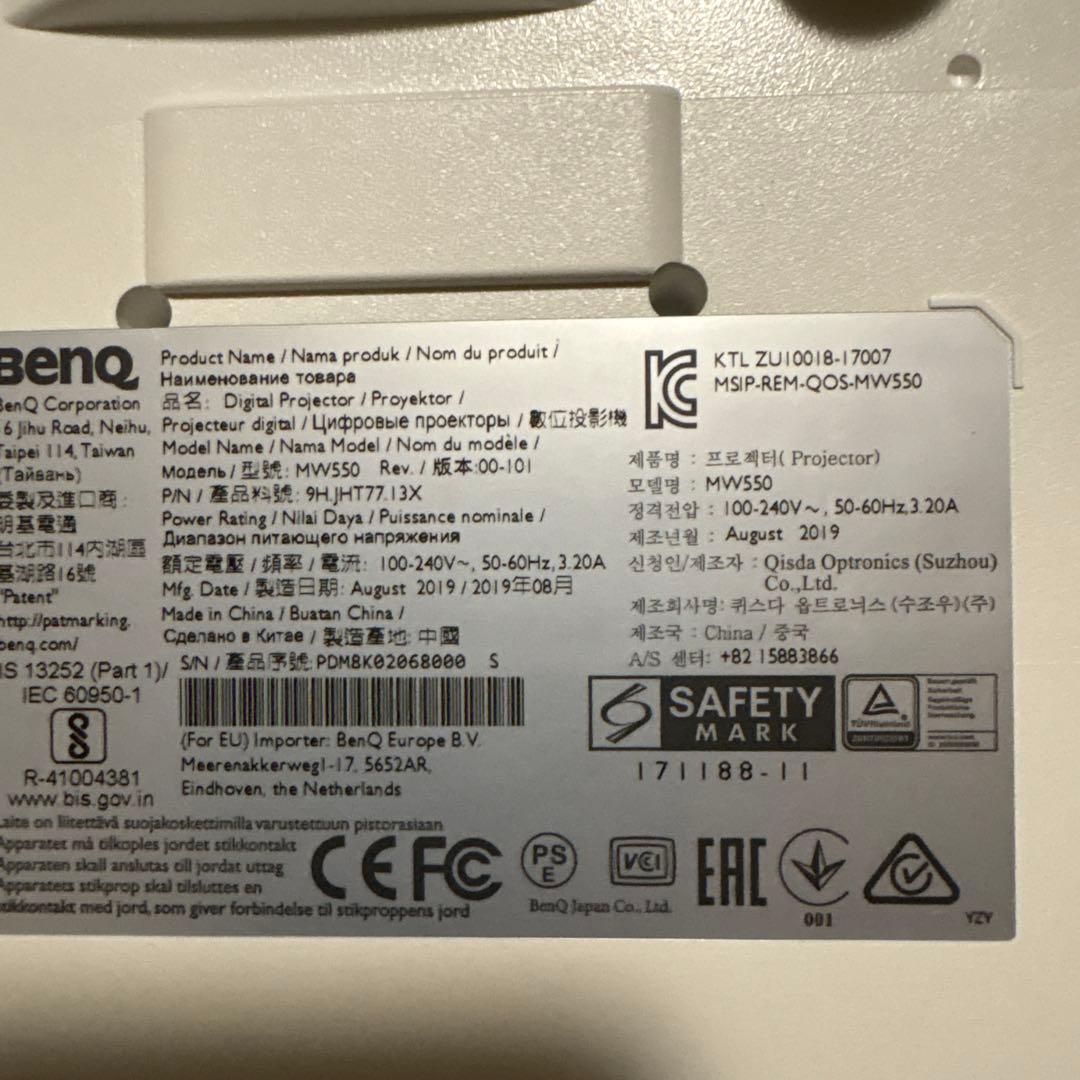 BenQ
BenQ Corporation
16 Jihu Road, Neihu,
Taipei 114, Taiwan
(Тайвань)
委製及進口商:
明基電通
台北市114內湖區
基湖路16號
"Patent"
http://patmarking.
benq.com/
IS 13252 (Part 1)/
IEC 60950-1
R-41004381
www.bis.gov.in
Product Name / Nama produk / Nom du produit /
Наименование товара
品名: Digital Projector / Proyektor /
Projecteur digital / Цифровые проекторы / 數位投影機
Model Name / Nama Model / Nom du modèle /
Модель / 型號: MW550 Rev. / 版本:00-101
P/N / 產品料號: 9H.JHT77.13X
Power Rating / Nilai Daya / Puissance nominale /
Диапазон питающего напряжения
額定電壓 / 頻率 / 電流: 100-240V~, 50-60Hz,3.20A
Mfg. Date / 製造日期: August 2019 / 2019年08月
Made in China / Buatan China /
Сделано в Китае / 製造產地: 中國
S/N / 產品序號:PDM8K02068000 S
(For EU) Importer: BenQ Europe B.V.
Meerenakkerweg1-17, 5652AR,
Eindhoven, the Netherlands
KTL ZU10018-17007
MSIP-REM-QOS-MW550
제품명 : 프로젝터( Projector)
모델명 : MW550
정격전압 : 100-240V~, 50-60Hz,3.20A
제조년월 : August 2019
신청인/제조자 : Qisda Optronics (Suzhou)
Co.,Ltd.
제조회사명: 퀴스다 옵트로닉스 (수조우)(주)
제조국 : China / 중국
A/S 센터: +82 15883866
SAFETY
MARK
171188-11
TÜVRheinland
ZERTIFIZIERT
Laite on liitettävä suojakoskettimilla varustettuun pistorasiaan
Apparatet må tilkoples jordet stikkontakt
Apparaten skall anslutas till jordat uttag
Apparatets stikprop skal tilsluttes en
stikkontakt med jord, som giver forbindelse til stikproppens jord
CE FC
PS
E
BenQ Japan Co., Ltd.
VCI
EAC
001
YZY